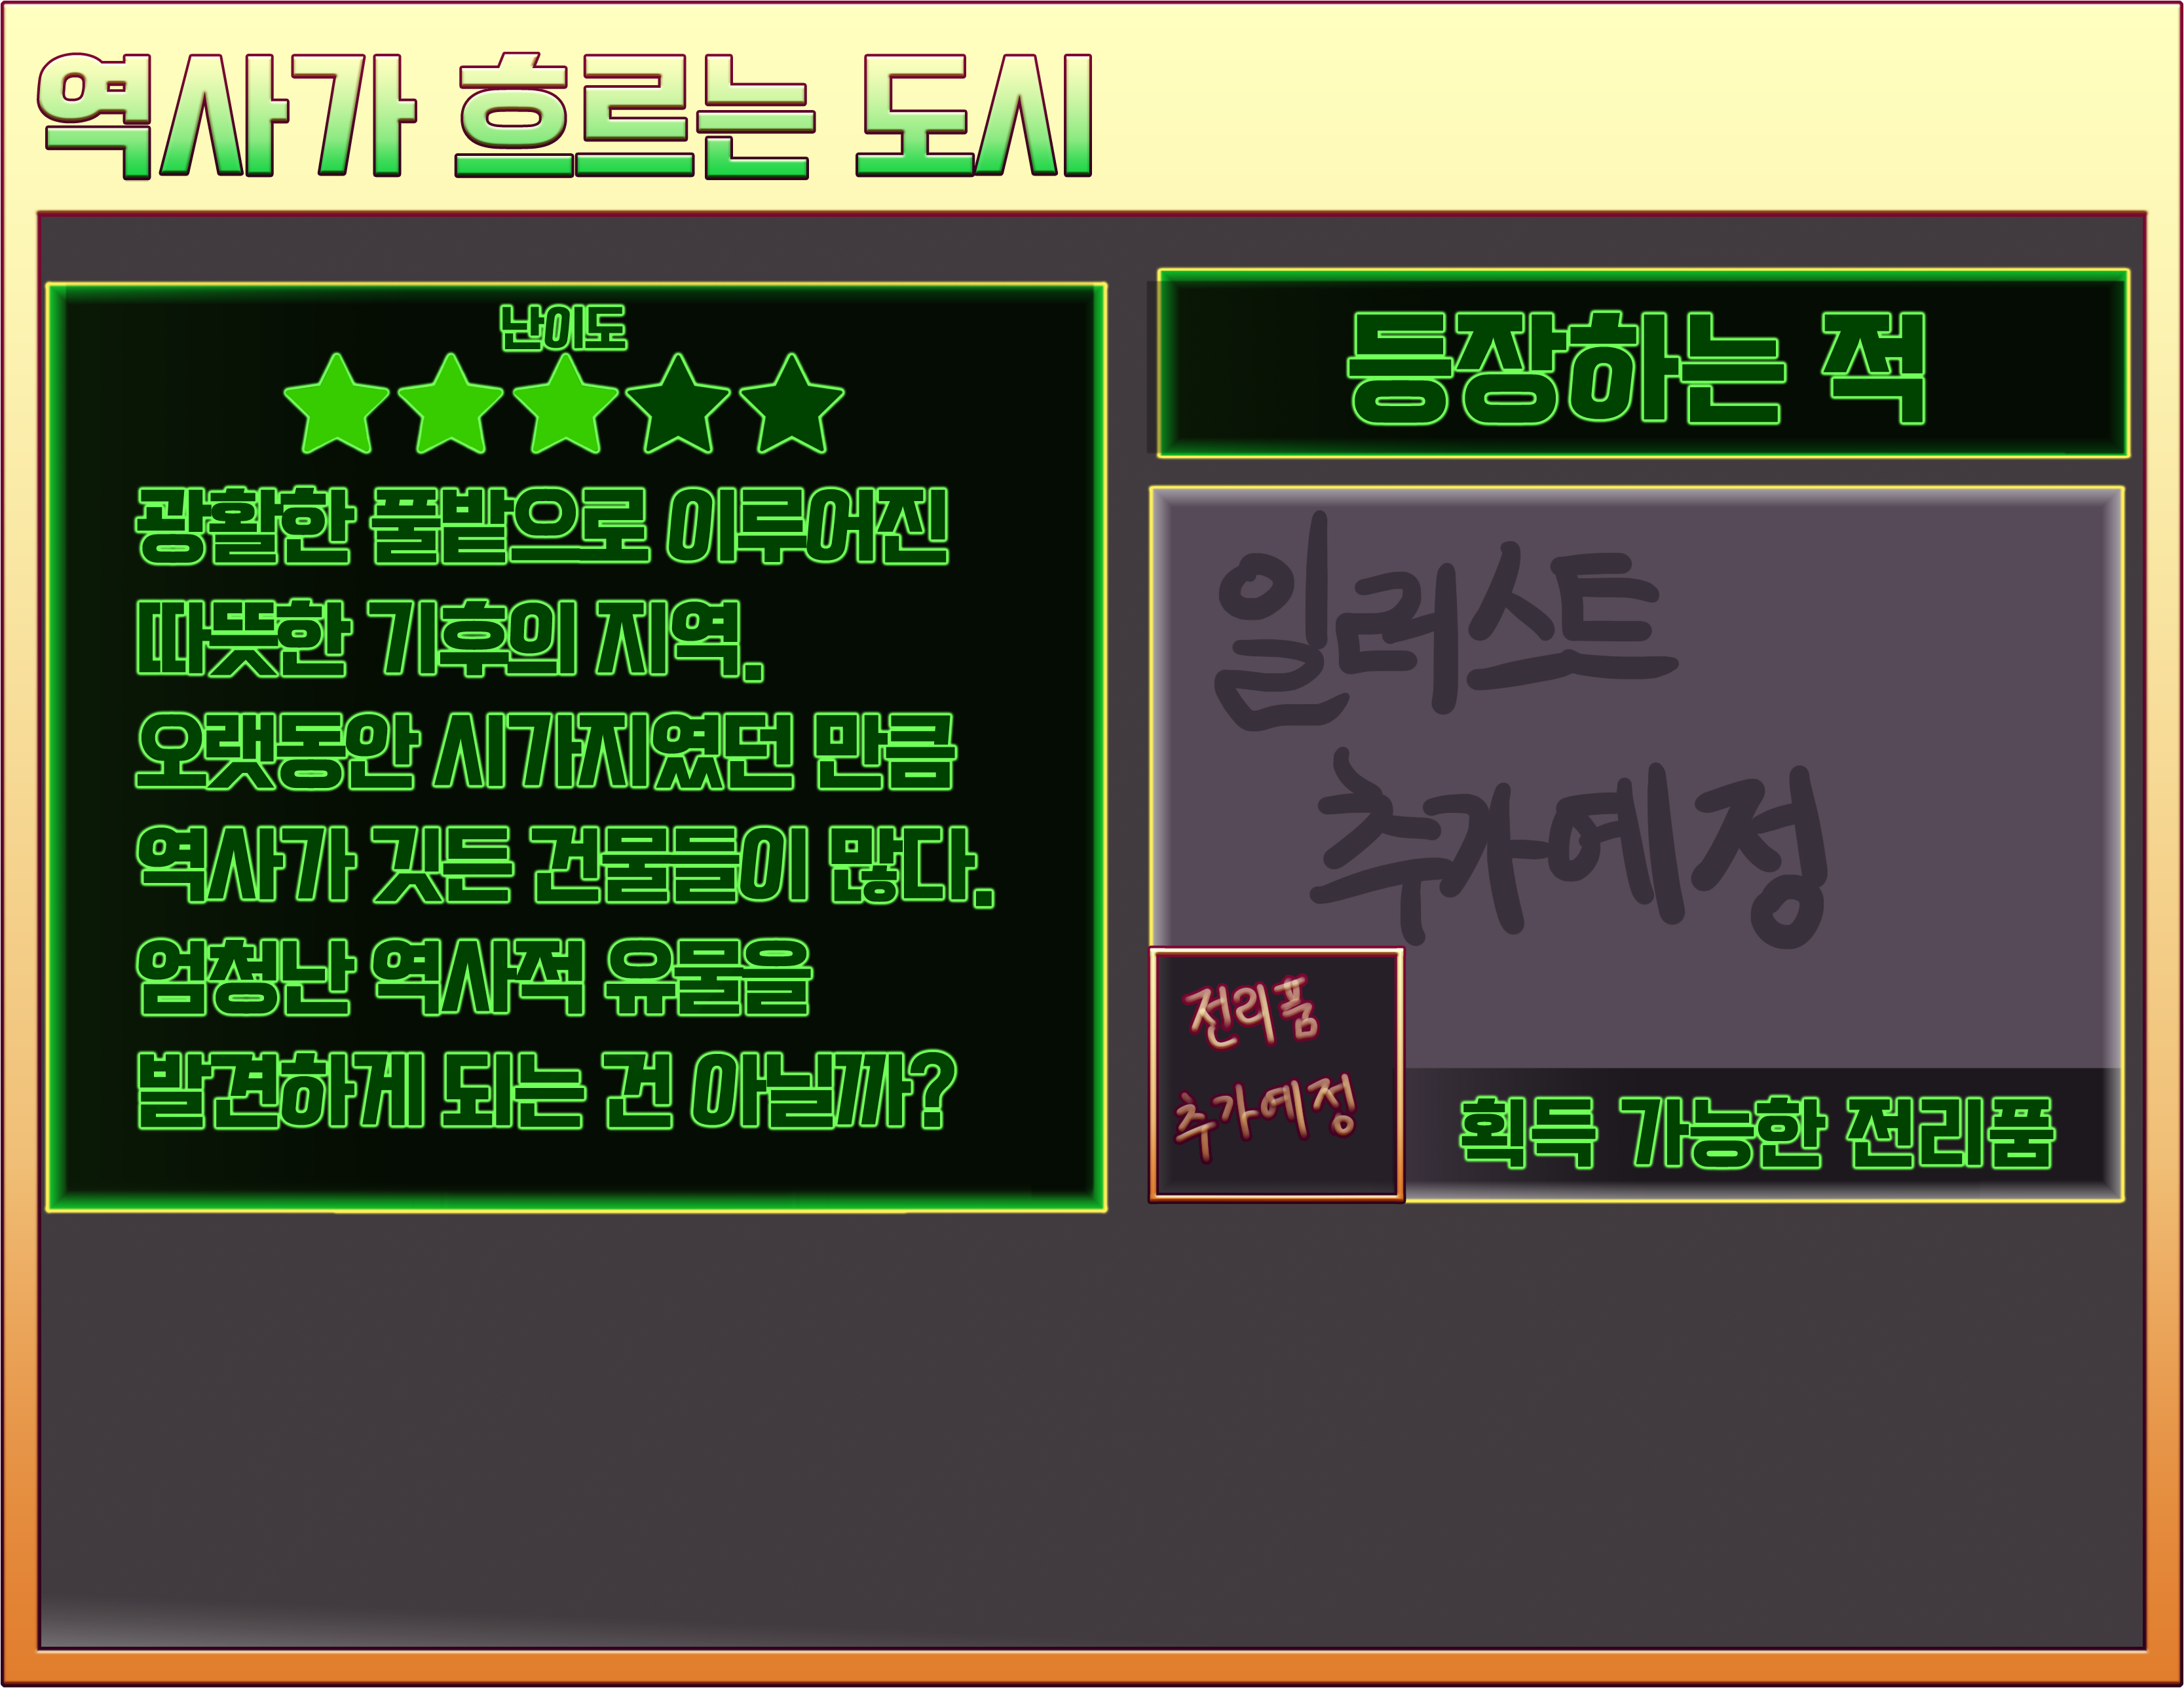 역사가 흐르는 도시
난이도
광활한 풀밭으로 이루어진
따뜻한 기후의 지역.
오랫동안 시가지였던 만큼
역사가 깃든 건물들이 많다.
엄청난 역사적 유물을
발견하게 되는 건 아닐까?
등장하는 적
일러스트
추가예정
전리품
추가예정
획득 가능한 전리품